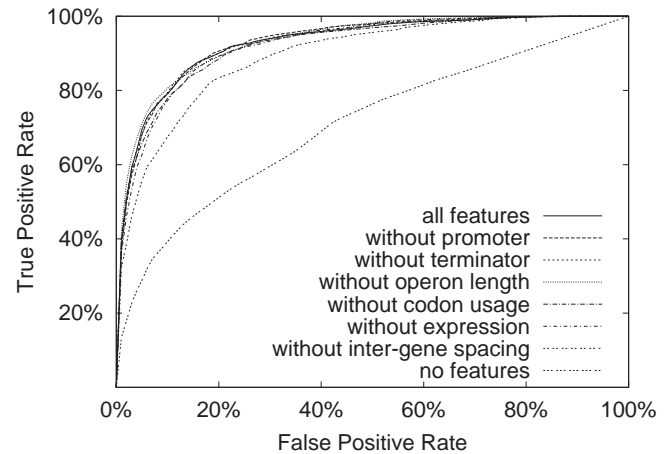 100%
80%
60%
40%
20%
True Positive Rate
all features
without promoter
without terminator
without operon length
without codon usage
without expression
without inter-gene spacing
no features
0% 20% 40% 60% 80% 100%
False Positive Rate